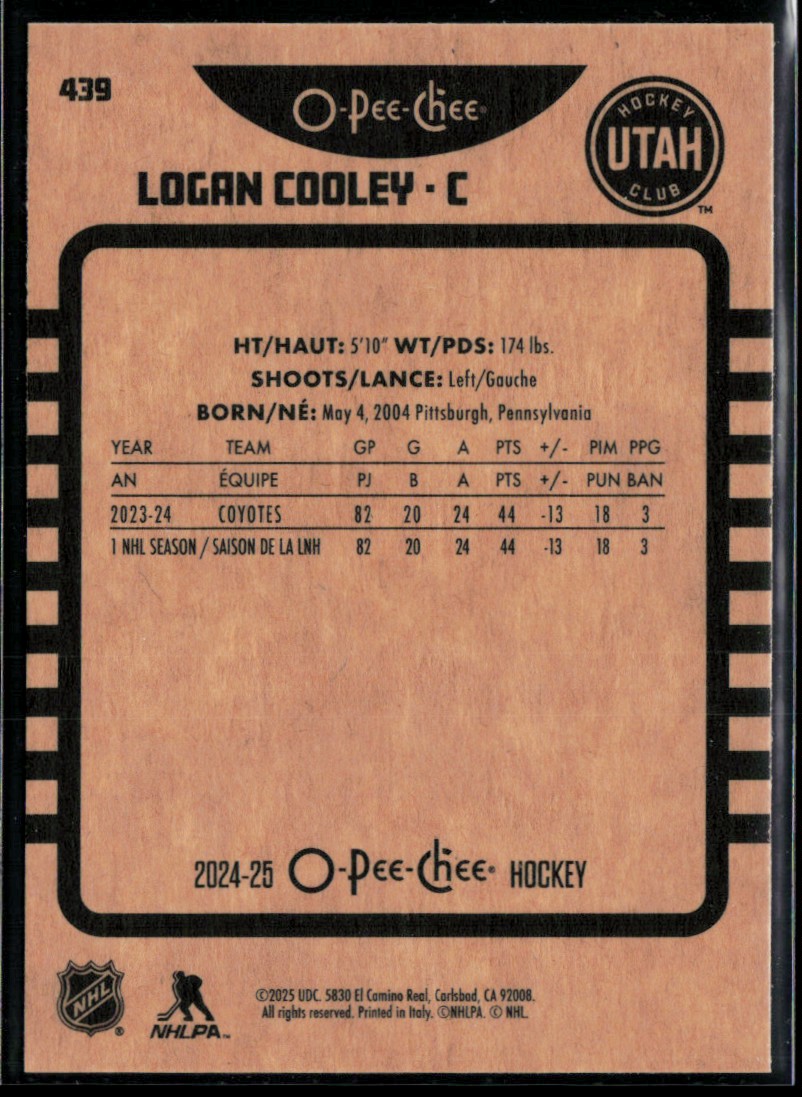 439
O-Pee-Chee®
HOCKEY
UTAH
CLUB
™
LOGAN COOLEY · C
HT/HAUT: 5'10" WT/PDS: 174 lbs.
SHOOTS/LANCE: Left/Gauche
BORN/NÉ: May 4, 2004 Pittsburgh, Pennsylvania
YEAR TEAM GP G A PTS +/- PIM PPG
AN ÉQUIPE PJ B A PTS +/- PUN BAN
2023-24 COYOTES 82 20 24 44 -13 18 3
1 NHL SEASON / SAISON DE LA LNH 82 20 24 44 -13 18 3
2024-25 O-Pee-Chee® HOCKEY
NHL®
NHLPA™
©2025 UDC. 5830 El Camino Real, Carlsbad, CA 92008.
All rights reserved. Printed in Italy. ©NHLPA. © NHL.